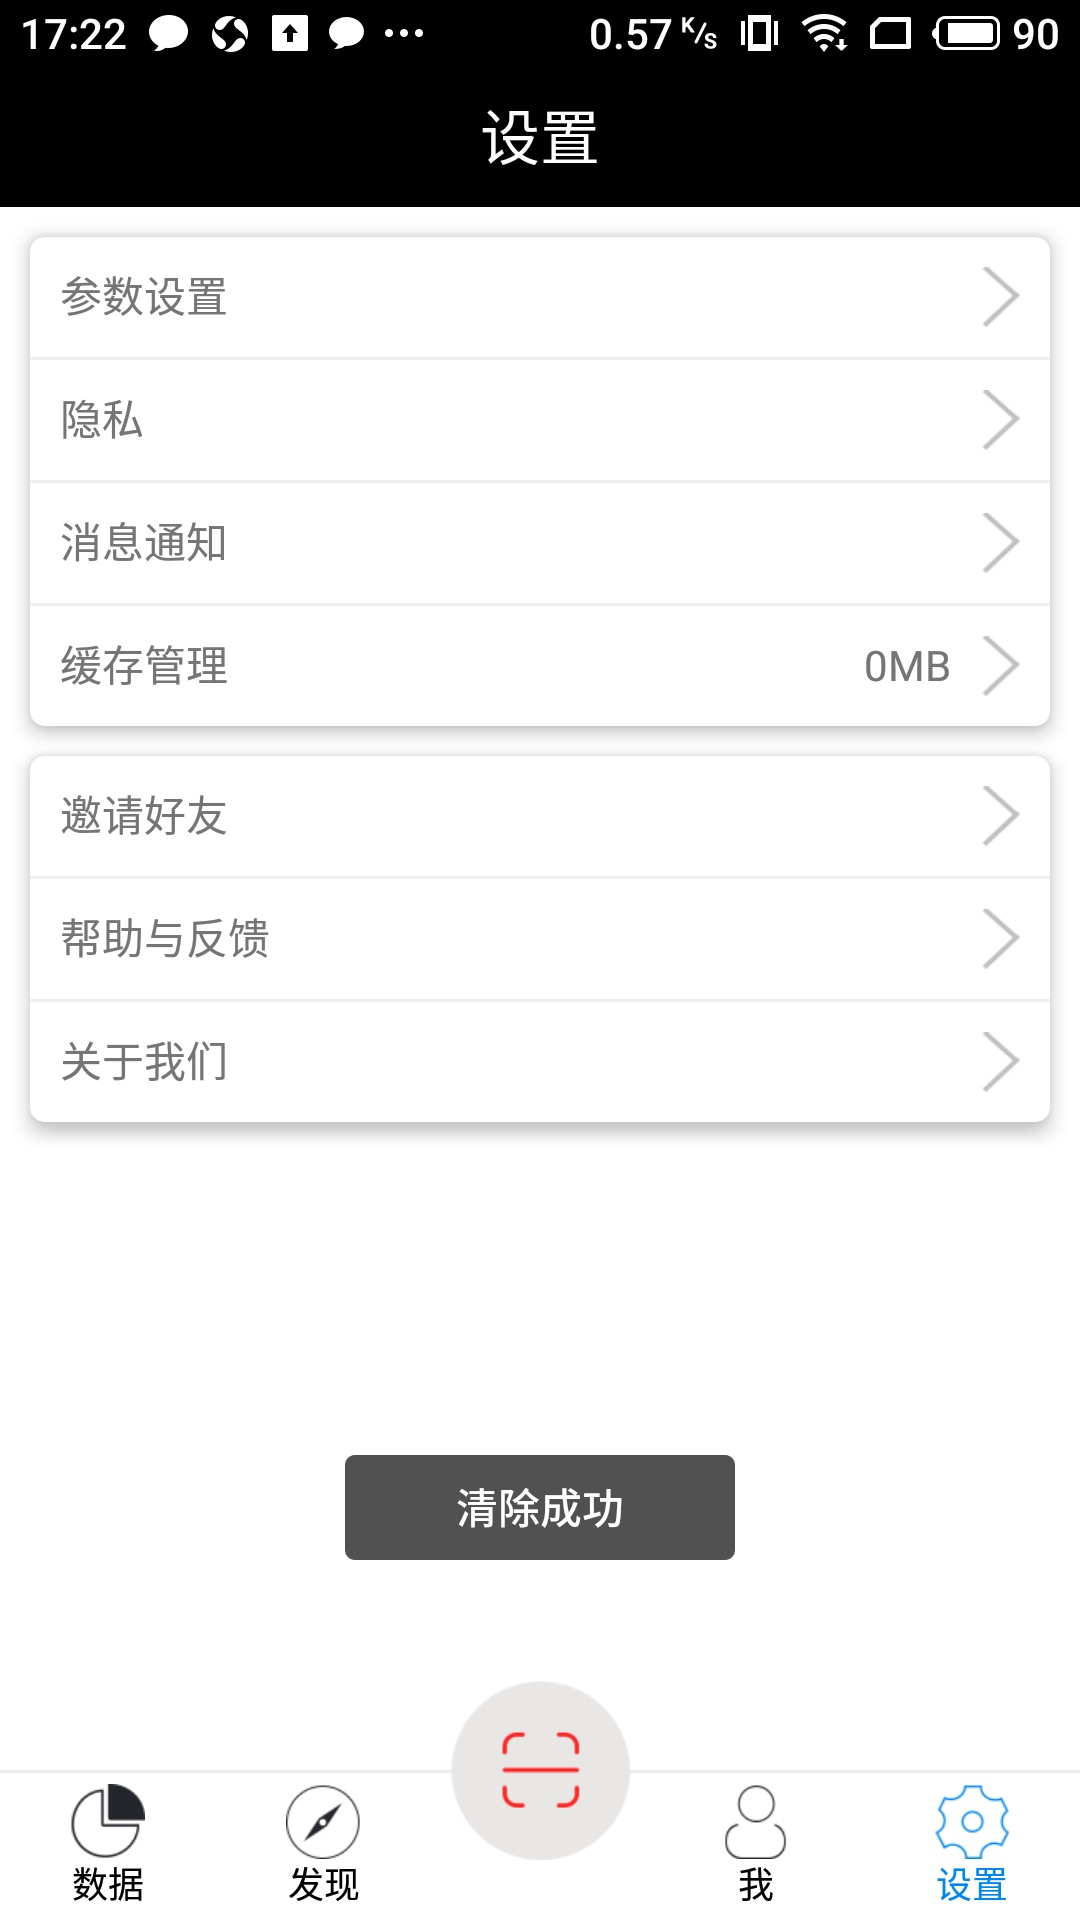 17:22 0.57 K/s 90
设置
参数设置
隐私
消息通知
缓存管理 0MB
邀请好友
帮助与反馈
关于我们
清除成功
数据 发现 我 设置